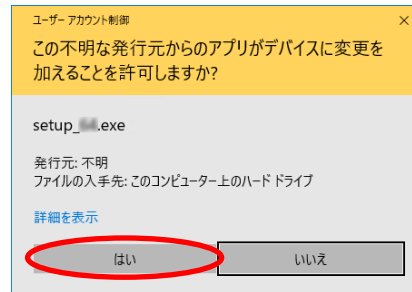 ユーザー アカウント制御
この不明な発行元からのアプリがデバイスに変更を
加えることを許可しますか?
setup_ .exe
発行元: 不明
ファイルの入手先: このコンピューター上のハード ドライブ
詳細を表示
はい
いいえ